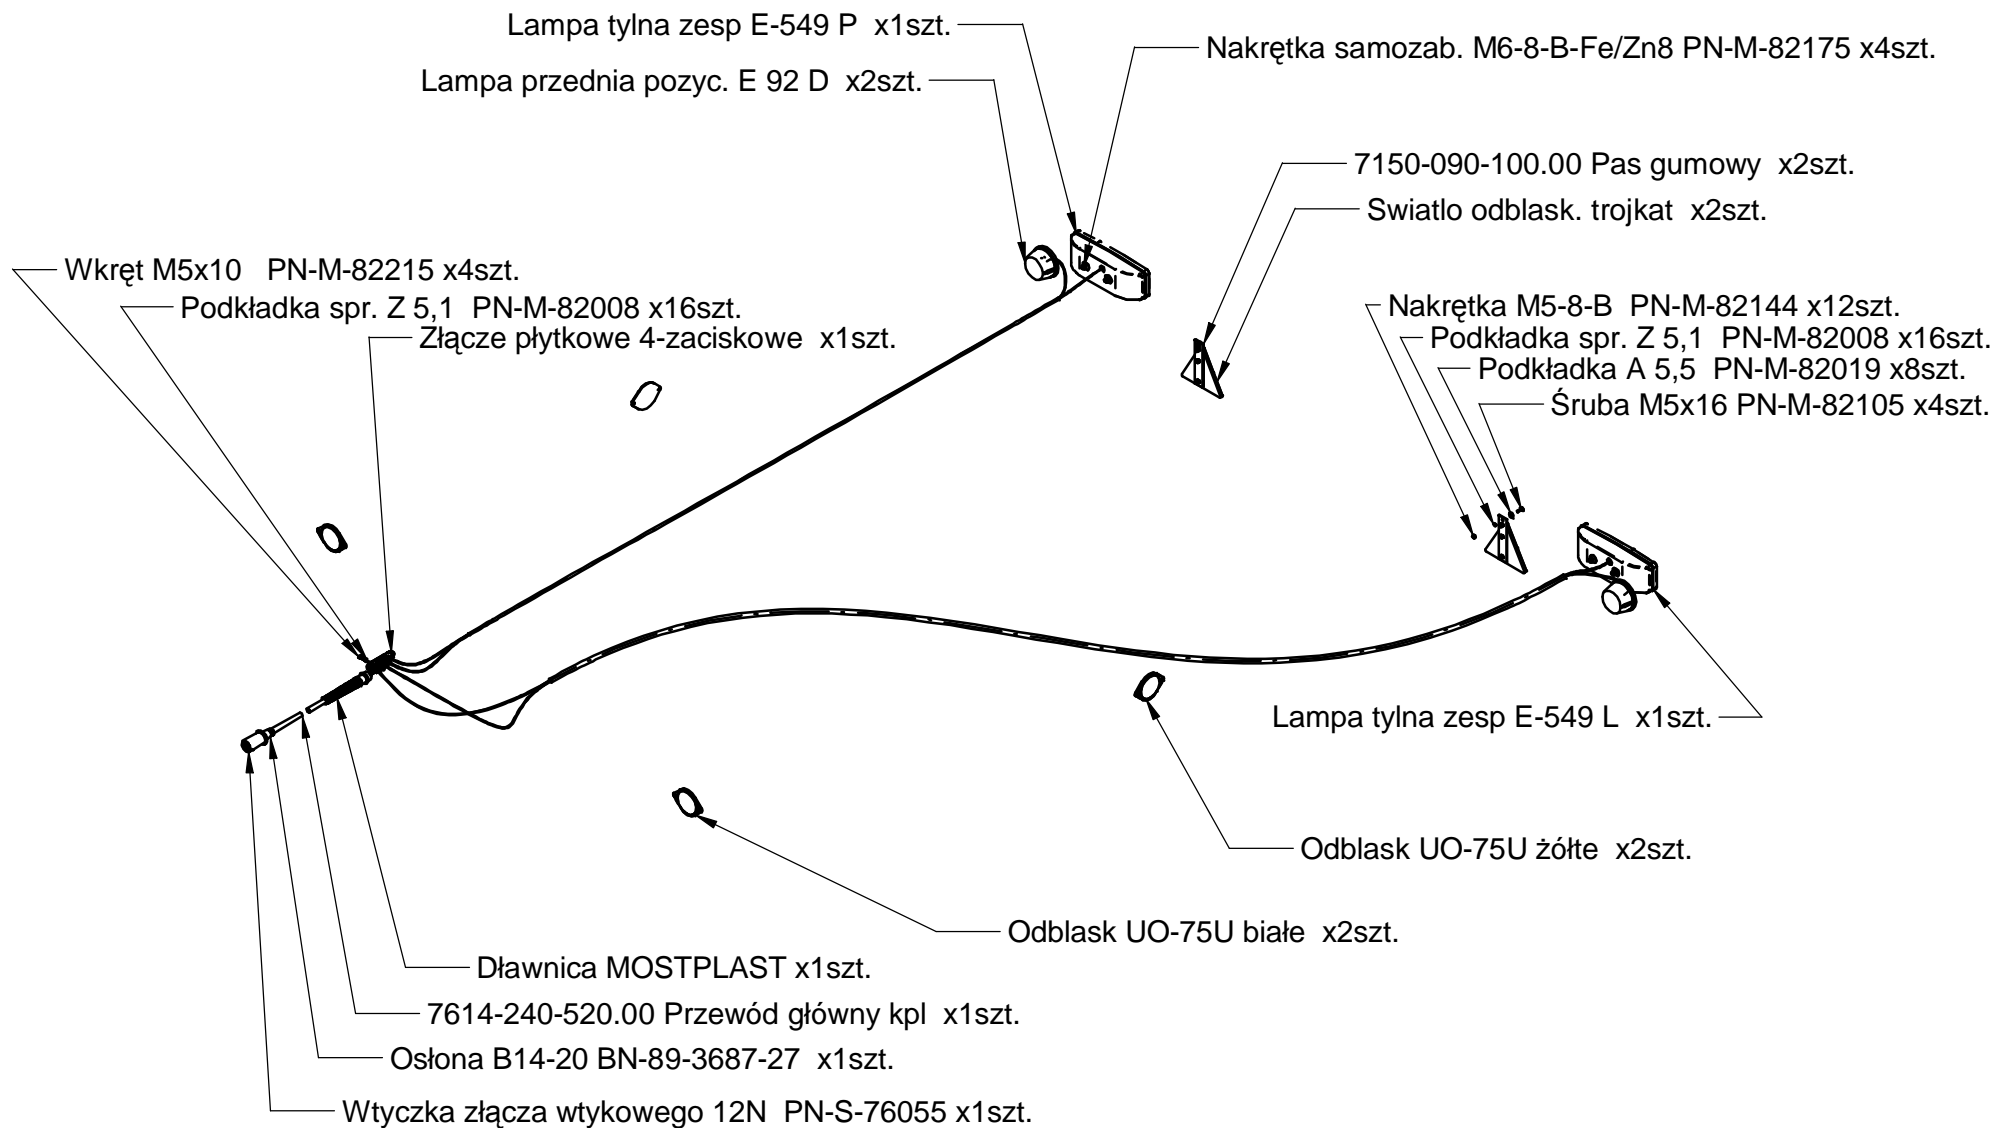 Lampa tylna zesp E-549 P  x1szt.
Nakrętka samozab. M6-8-B-Fe/Zn8 PN-M-82175 x4szt.
Lampa przednia pozyc. E 92 D  x2szt.
7150-090-100.00 Pas gumowy  x2szt.
Swiatlo odblask. trojkat  x2szt.
Wkręt M5x10   PN-M-82215 x4szt.
Podkładka spr. Z 5,1  PN-M-82008 x16szt.
Złącze płytkowe 4-zaciskowe  x1szt.
Nakrętka M5-8-B  PN-M-82144 x12szt.
Podkładka spr. Z 5,1  PN-M-82008 x16szt.
Podkładka A 5,5  PN-M-82019 x8szt.
Śruba M5x16 PN-M-82105 x4szt.
Lampa tylna zesp E-549 L  x1szt.
Odblask UO-75U żółte  x2szt.
Odblask UO-75U białe  x2szt.
Dławnica MOSTPLAST x1szt.
7614-240-520.00 Przewód główny kpl  x1szt.
Osłona B14-20 BN-89-3687-27  x1szt.
Wtyczka złącza wtykowego 12N  PN-S-76055 x1szt.